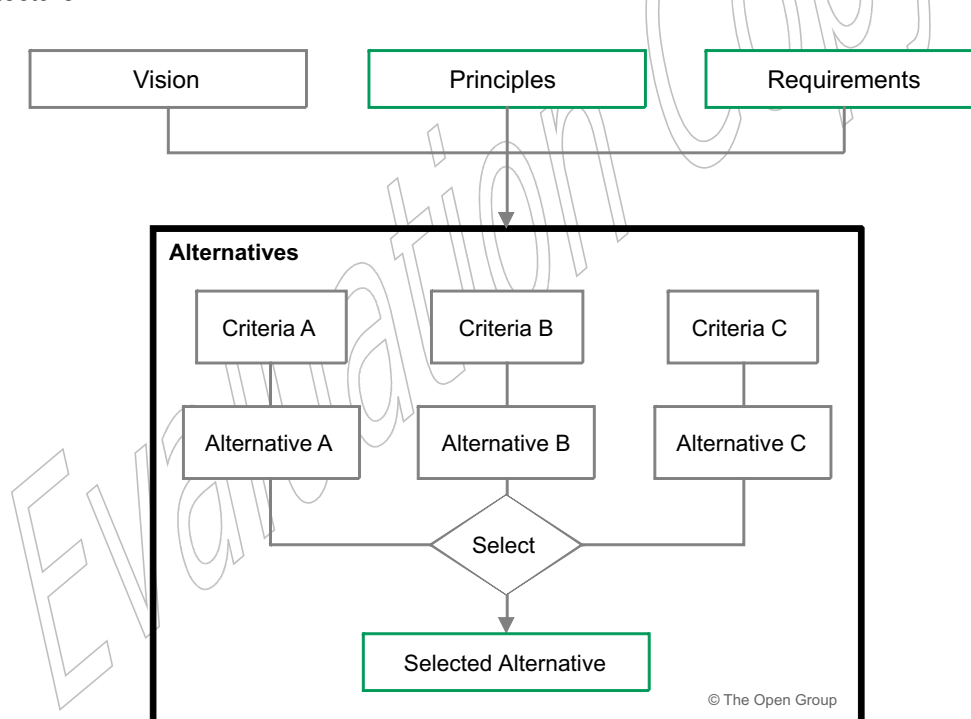 Vision
Principles
Requirements
Alternatives
Criteria A
Criteria B
Criteria C
Alternative A
Alternative B
Alternative C
Select
Selected Alternative
© The Open Group
Evaluation Copy